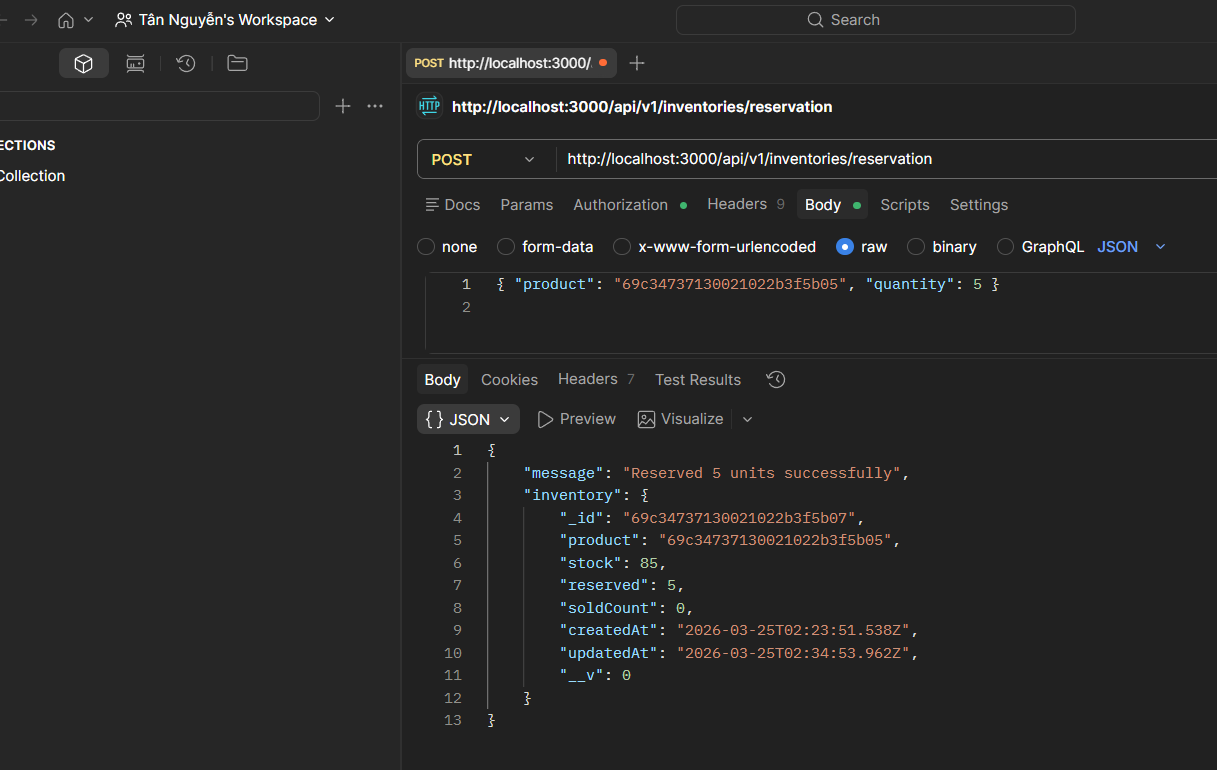 Tân Nguyễn's Workspace
Search
POST http://localhost:3000/.
ECTIONS
Collection
HTTP http://localhost:3000/api/v1/inventories/reservation
POST http://localhost:3000/api/v1/inventories/reservation
Docs Params Authorization Headers 9 Body Scripts Settings
none form-data x-www-form-urlencoded raw binary GraphQL JSON
1 { "product": "69c34737130021022b3f5b05", "quantity": 5 }
2
Body Cookies Headers 7 Test Results
{} JSON Preview Visualize
1 {
2 "message": "Reserved 5 units successfully",
3 "inventory": {
4 "_id": "69c34737130021022b3f5b07",
5 "product": "69c34737130021022b3f5b05",
6 "stock": 85,
7 "reserved": 5,
8 "soldCount": 0,
9 "createdAt": "2026-03-25T02:23:51.538Z",
10 "updatedAt": "2026-03-25T02:34:53.962Z",
11 "__v": 0
12 }
13 }